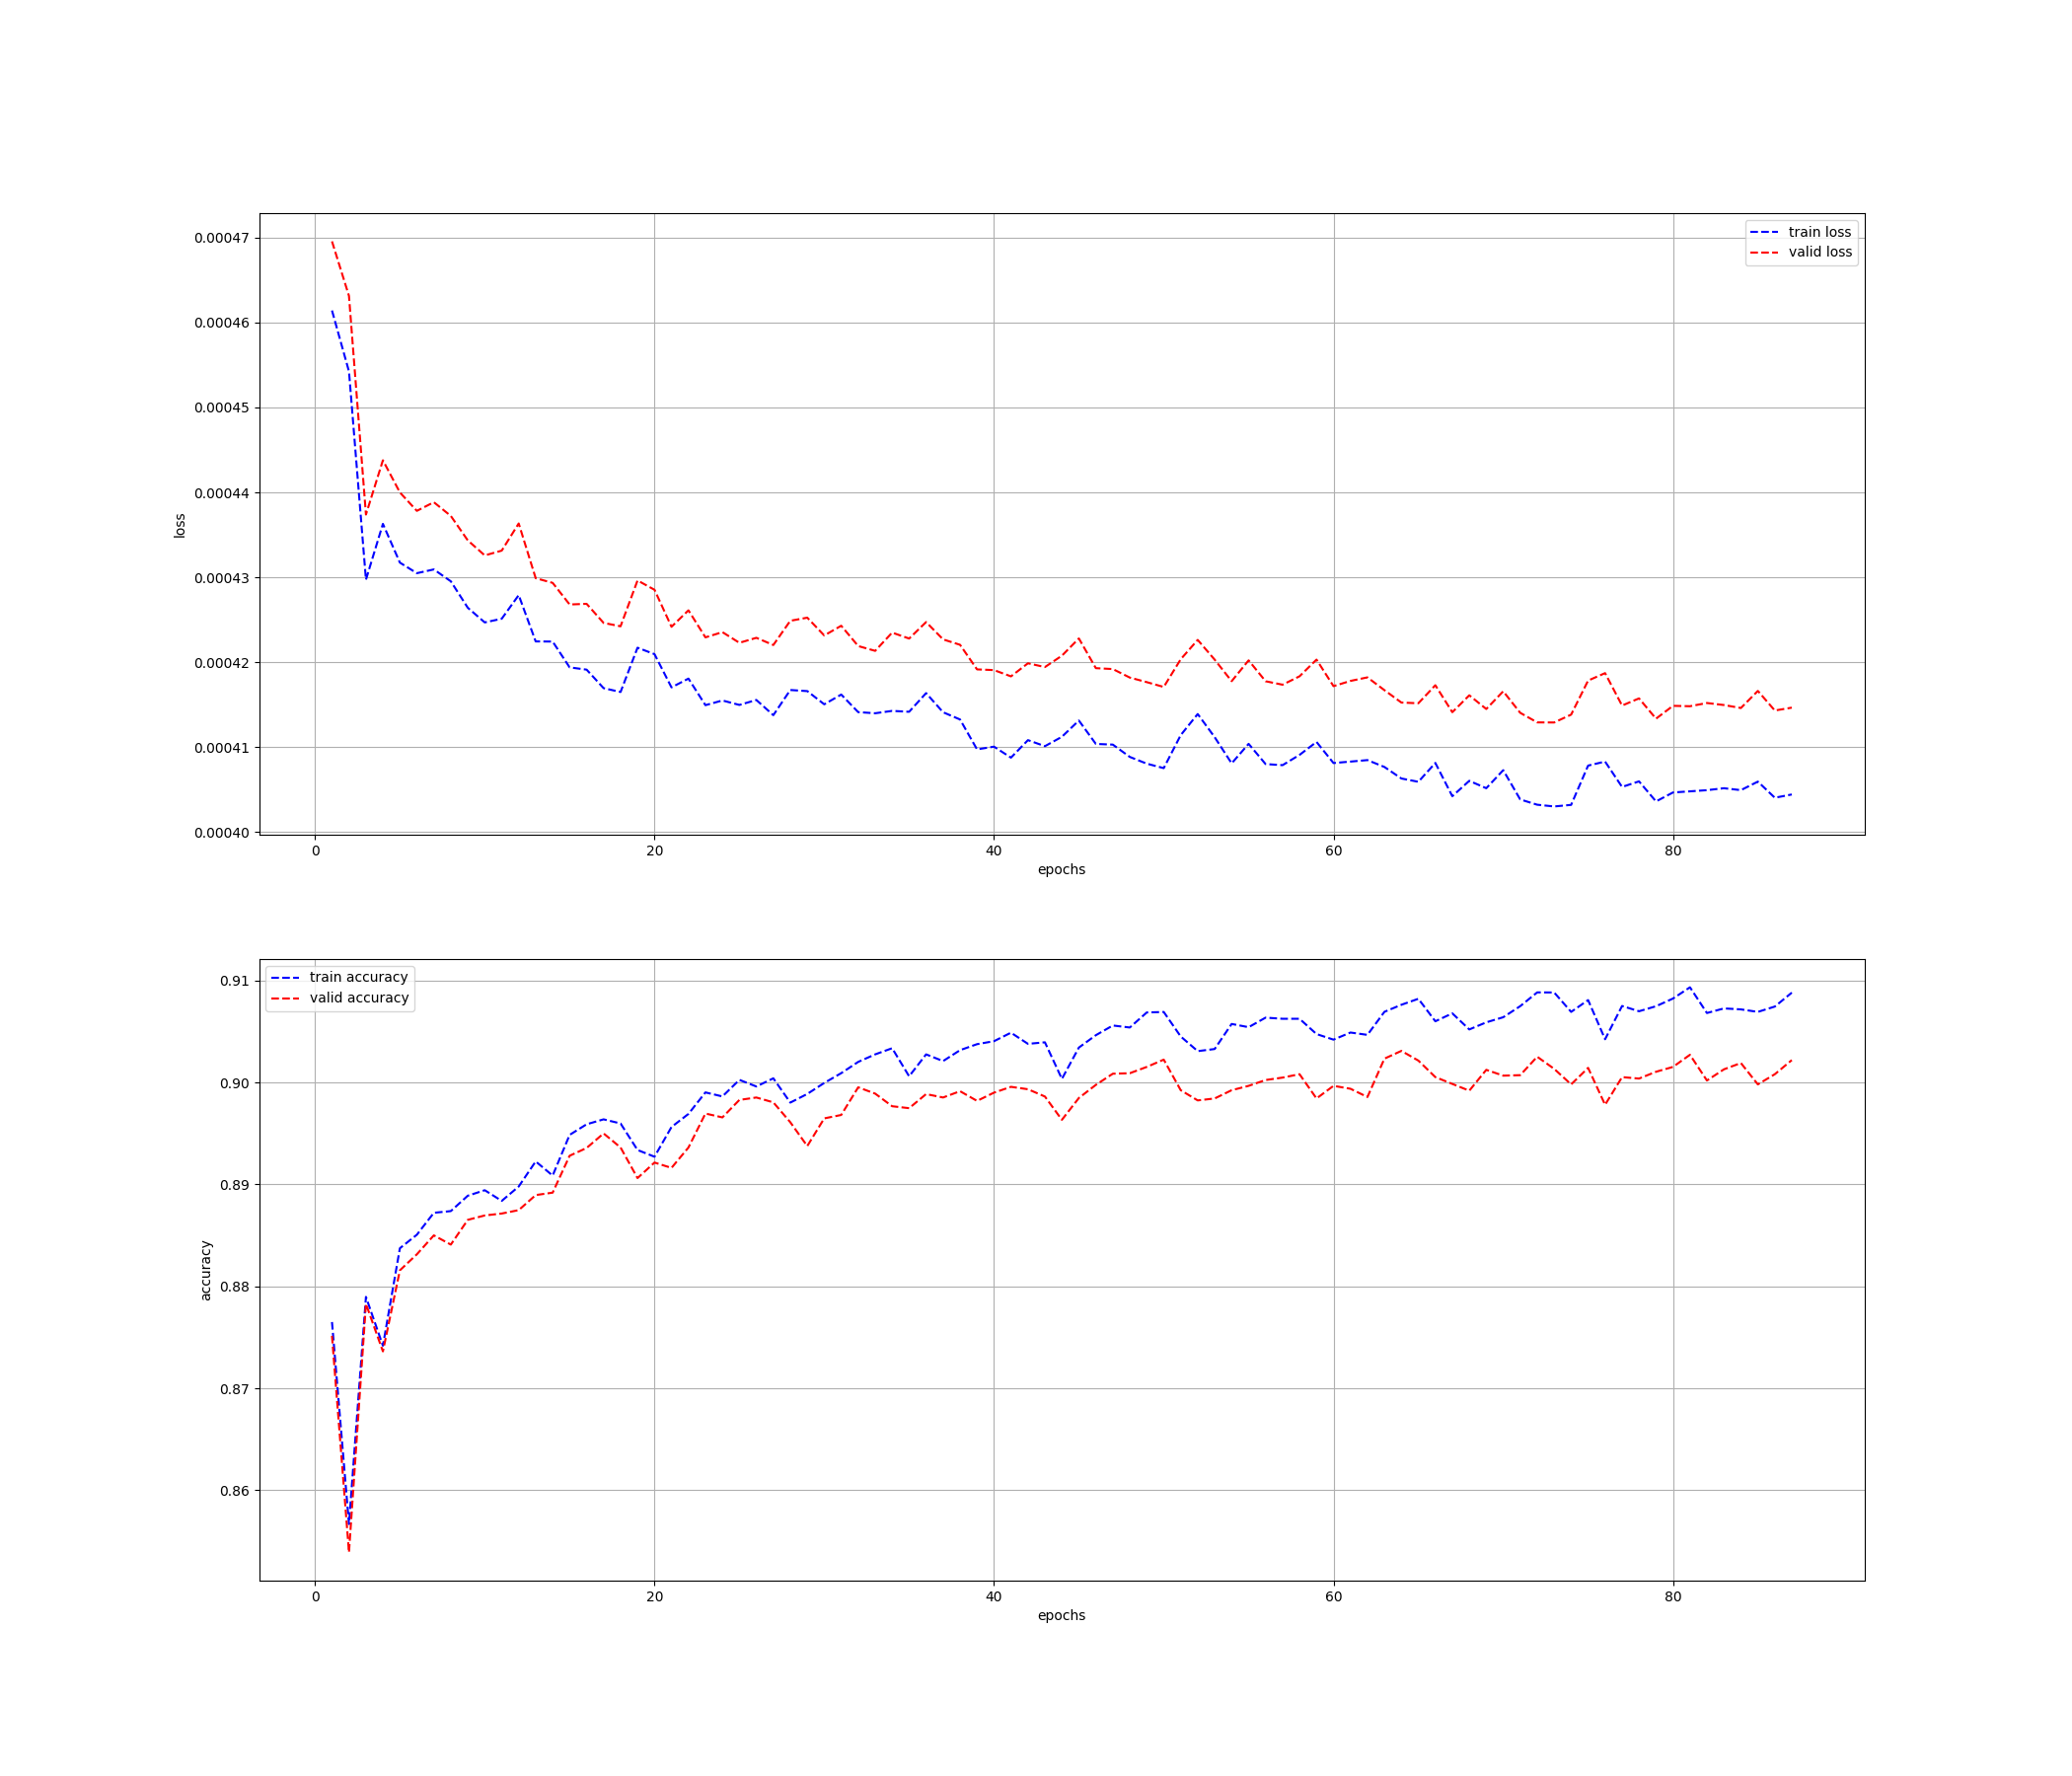 train loss
valid loss
0.00047
0.00046
0.00045
0.00044
0.00043
0.00042
0.00041
0.00040
loss
0 20 40 60 80
epochs
train accuracy
valid accuracy
0.91
0.90
0.89
0.88
0.87
0.86
accuracy
0 20 40 60 80
epochs